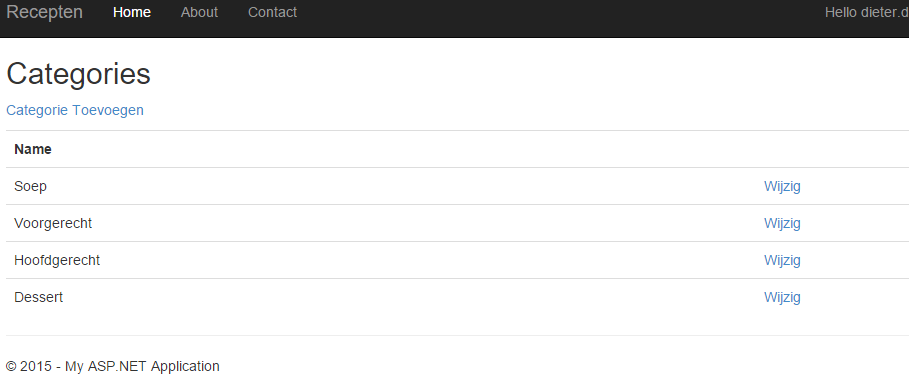 Recepten Home About Contact Hello dieter.d
Categories
Categorie Toevoegen
Name
Soep Wijzig
Voorgerecht Wijzig
Hoofdgerecht Wijzig
Dessert Wijzig
© 2015 - My ASP.NET Application